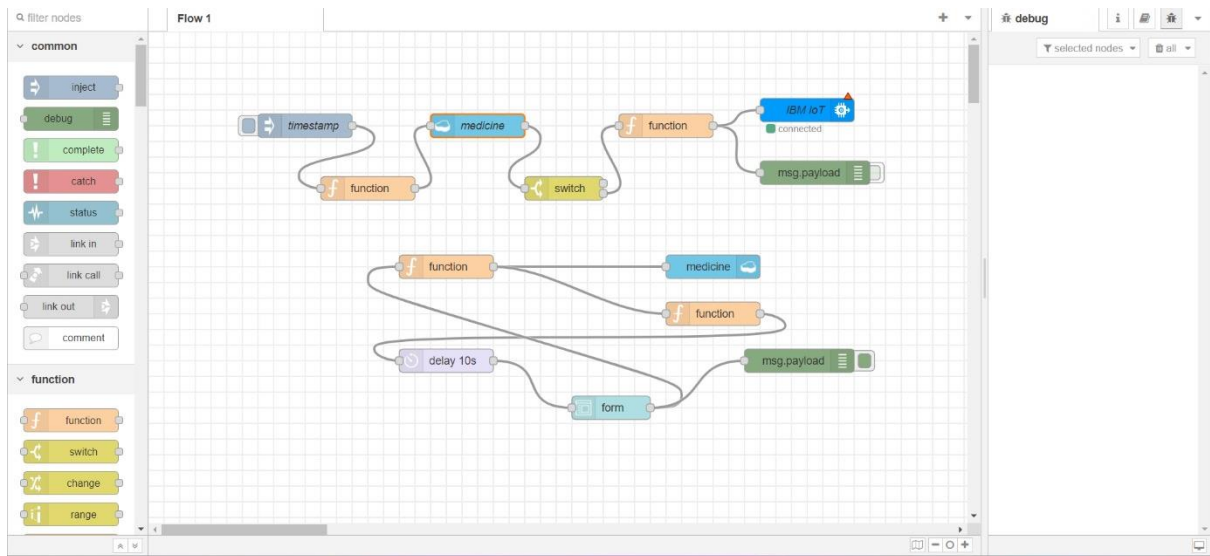 filter nodes
common
inject
debug
complete
catch
status
link in
link call
link out
comment
function
function
switch
change
range
Flow 1
timestamp
function
medicine
switch
function
IBM IoT
connected
msg.payload
function
medicine
function
delay 10s
msg.payload
form
debug
i
selected nodes
all